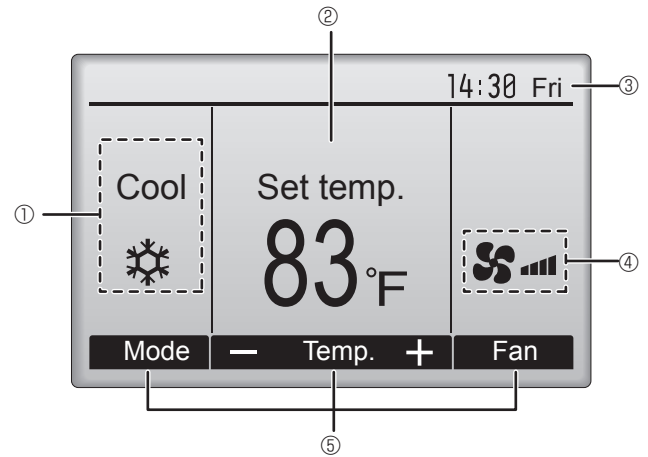 ②
14:30 Fri ③
Cool Set temp.
① 83°F ④
Mode — Temp. + Fan
⑤